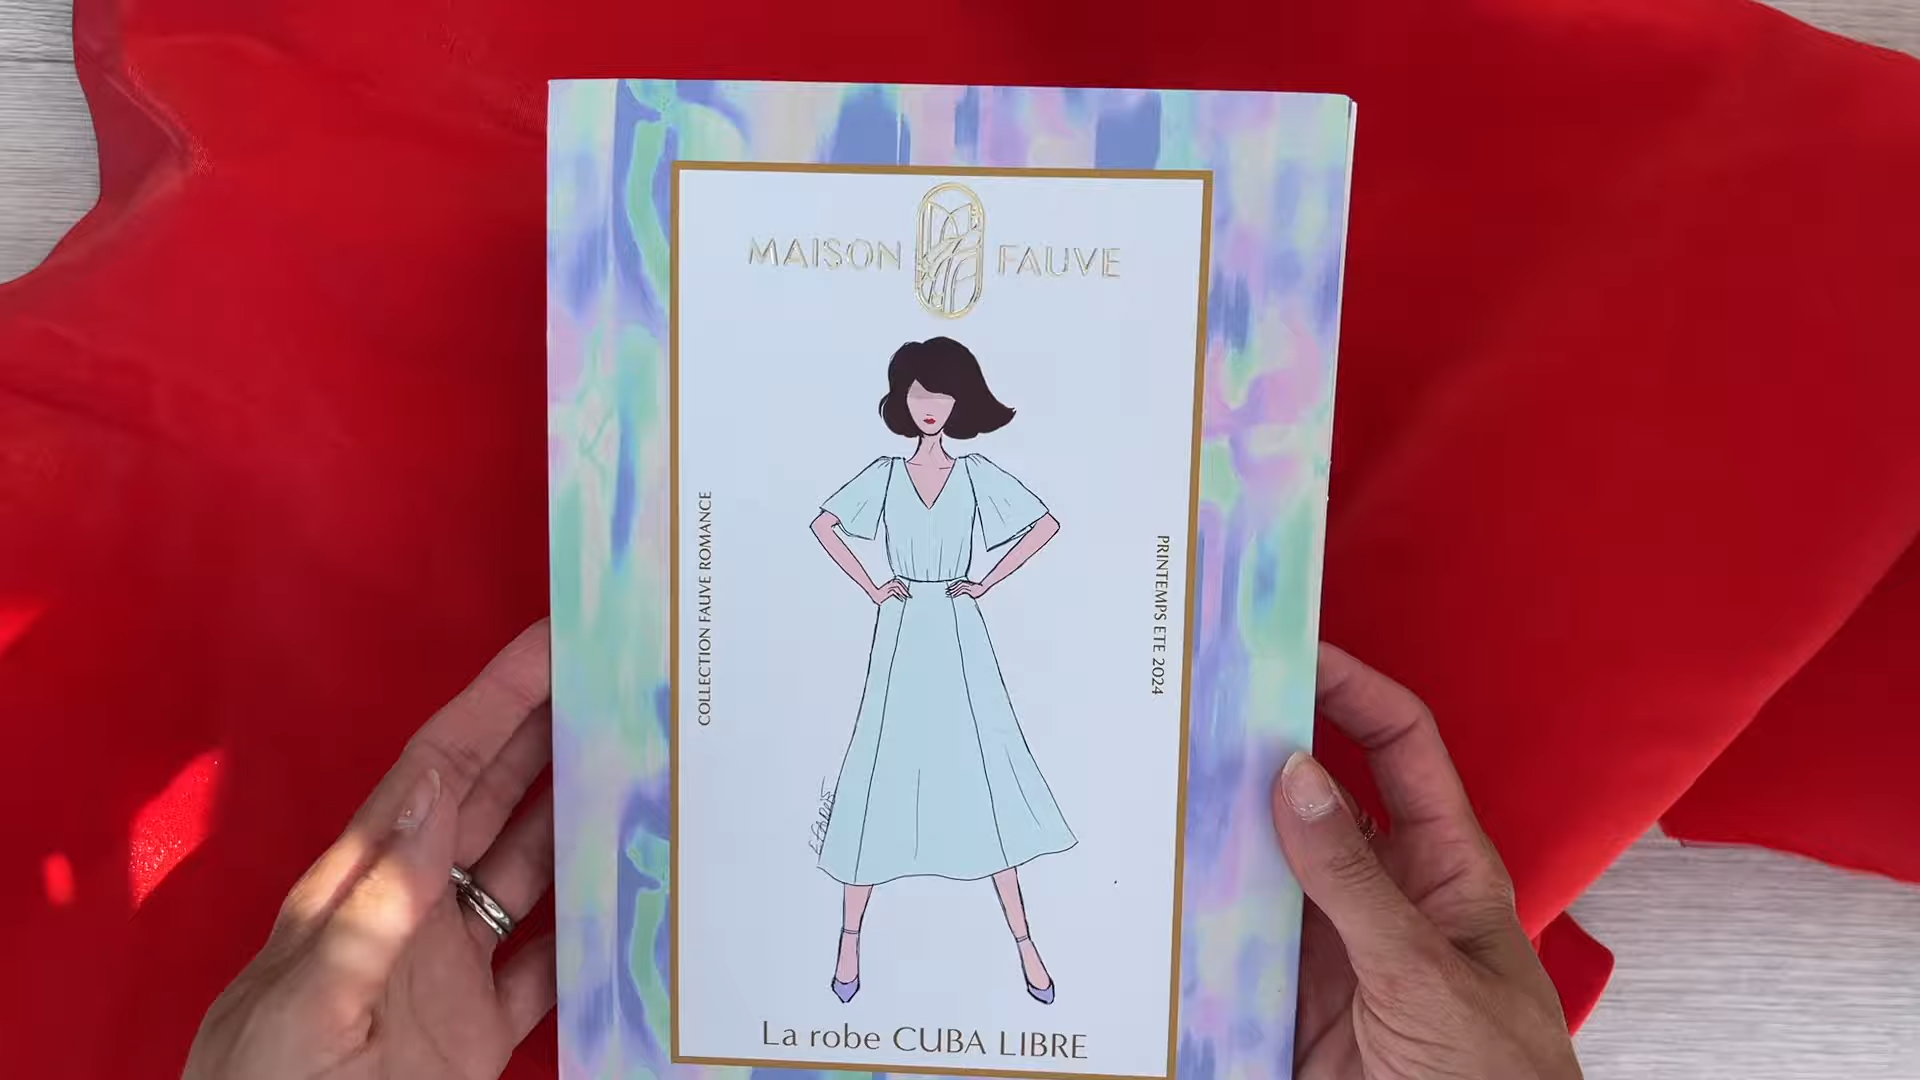 MAISON FAUVE
COLLECTION FAUVE ROMANCE
PRINTEMPS ETE 2024
La robe CUBA LIBRE